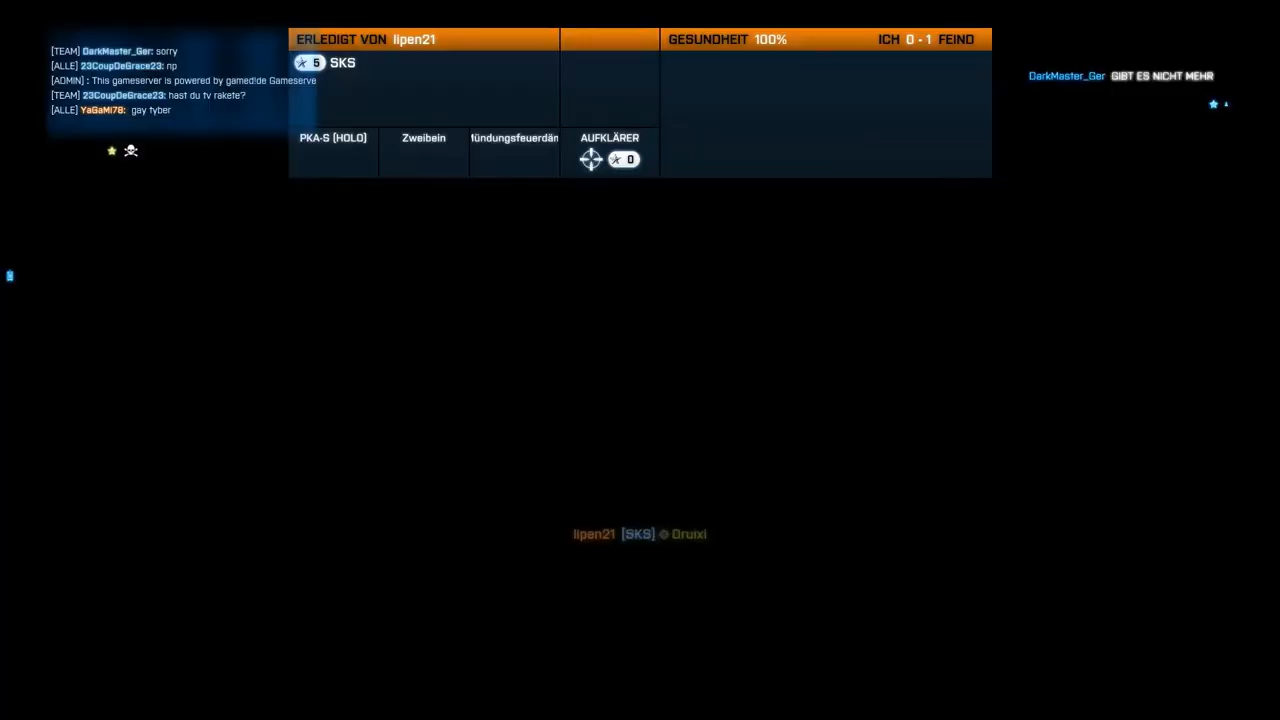 [TEAM] DarkMaster_Ger: sorry
[ALLE] 23CoupDeGrace23: np
[ADMIN] : This gameserver is powered by gamed!de Gameserve
[TEAM] 23CoupDeGrace23: hast du tv rakete?
[ALLE] YaGaMi78: gay tyber
ERLEDIGT VON lipen21
GESUNDHEIT 100% ICH 0 - 1 FEIND
5 SKS
PKA-S (HOLO) Zweibein ündungsfeuerdäm AUFKLÄRER
0
DarkMaster_Ger GIBT ES NICHT MEHR
lipen21 [SKS] Oruixl